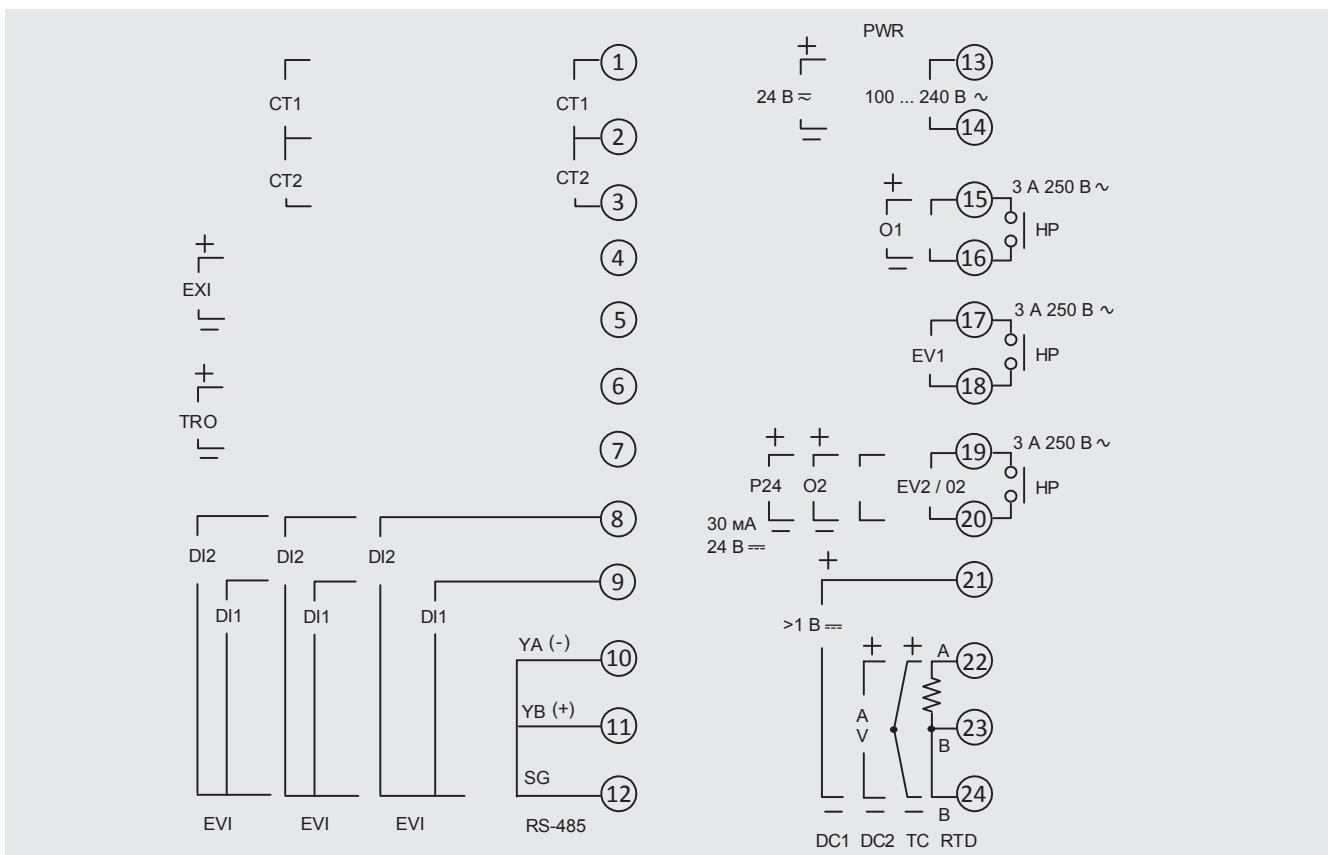 PWR
CT1
CT1
1
24 В ≂
+
100 ... 240 В ∼
13
2
14
CT2
CT2
3
+
O1
15
3 A 250 В ∼
HP
16
+
EXI
4
5
EV1
17
3 A 250 В ∼
HP
18
+
TRO
6
7
+
P24
+
O2
EV2 / 02
19
3 A 250 В ∼
HP
20
30 мА
24 В ⎓
DI2
DI2
DI2
8
DI1
DI1
DI1
9
+
21
>1 В ⎓
YA (-)
10
YB (+)
11
SG
12
+
+
A
22
A
V
B
23
B
24
EVI
EVI
EVI
RS-485
DC1
DC2
TC
RTD